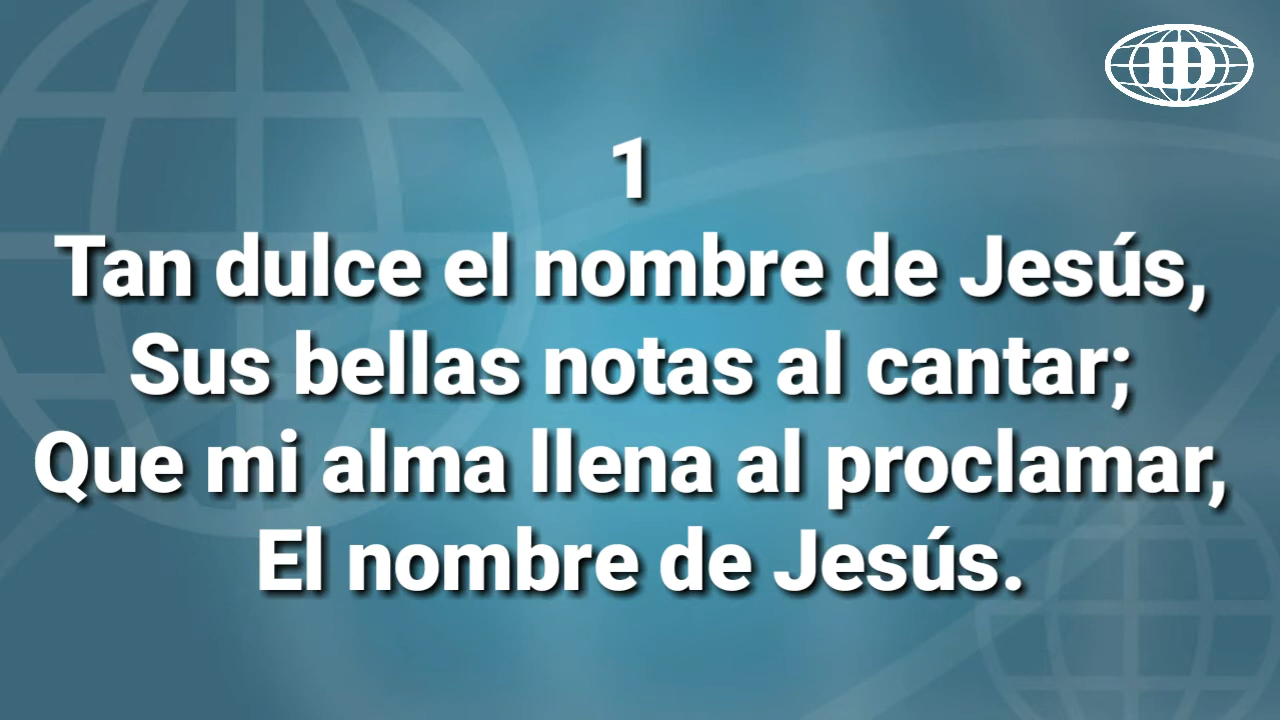 ID
1
Tan dulce el nombre de Jesús,
Sus bellas notas al cantar;
Que mi alma llena al proclamar,
El nombre de Jesús.